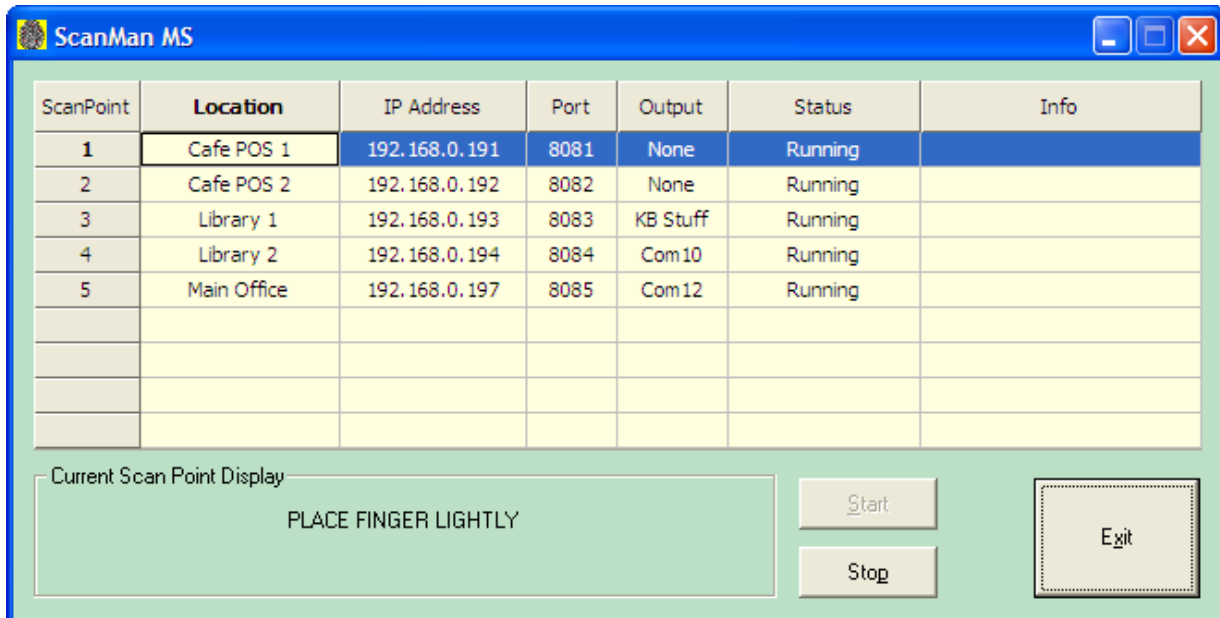 ScanMan MS
ScanPoint Location IP Address Port Output Status Info
1 Cafe POS 1 192.168.0.191 8081 None Running
2 Cafe POS 2 192.168.0.192 8082 None Running
3 Library 1 192.168.0.193 8083 KB Stuff Running
4 Library 2 192.168.0.194 8084 Com10 Running
5 Main Office 192.168.0.197 8085 Com12 Running
Current Scan Point Display
PLACE FINGER LIGHTLY
Start
Stop
Exit